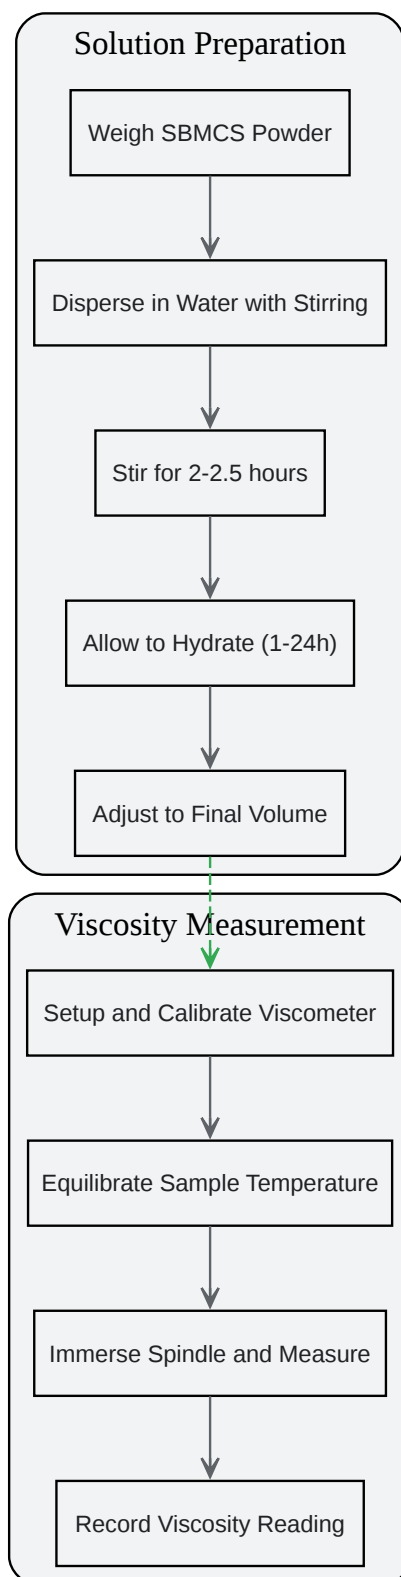 Solution Preparation
Weigh SBMCS Powder
Disperse in Water with Stirring
Stir for 2-2.5 hours
Allow to Hydrate (1-24h)
Adjust to Final Volume
Viscosity Measurement
Setup and Calibrate Viscometer
Equilibrate Sample Temperature
Immerse Spindle and Measure
Record Viscosity Reading